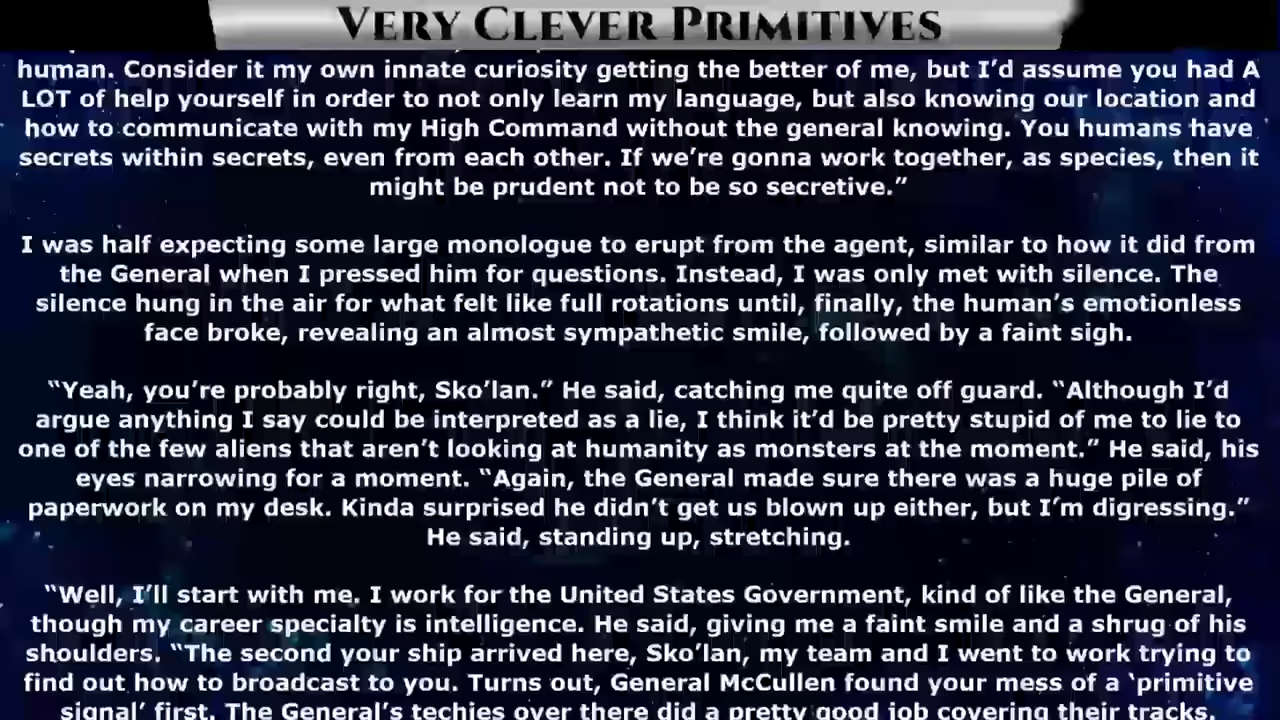 VERY CLEVER PRIMITIVES
human. Consider it my own innate curiosity getting the better of me, but I’d assume you had A
LOT of help yourself in order to not only learn my language, but also knowing our location and
how to communicate with my High Command without the general knowing. You humans have
secrets within secrets, even from each other. If we’re gonna work together, as species, then it
might be prudent not to be so secretive.”
I was half expecting some large monologue to erupt from the agent, similar to how it did from
the General when I pressed him for questions. Instead, I was only met with silence. The
silence hung in the air for what felt like full rotations until, finally, the human’s emotionless
face broke, revealing an almost sympathetic smile, followed by a faint sigh.
“Yeah, you’re probably right, Sko’lan.” He said, catching me quite off guard. “Although I’d
argue anything I say could be interpreted as a lie, I think it’d be pretty stupid of me to lie to
one of the few aliens that aren’t looking at humanity as monsters at the moment.” He said, his
eyes narrowing for a moment. “Again, the General made sure there was a huge pile of
paperwork on my desk. Kinda surprised he didn’t get us blown up either, but I’m digressing.”
He said, standing up, stretching.
“Well, I’ll start with me. I work for the United States Government, kind of like the General,
though my career specialty is intelligence. He said, giving me a faint smile and a shrug of his
shoulders. “The second your ship arrived here, Sko’lan, my team and I went to work trying to
find out how to broadcast to you. Turns out, General McCullen found your mess of a ‘primitive
signal’ first. The General’s techies over there did a pretty good job covering their tracks.